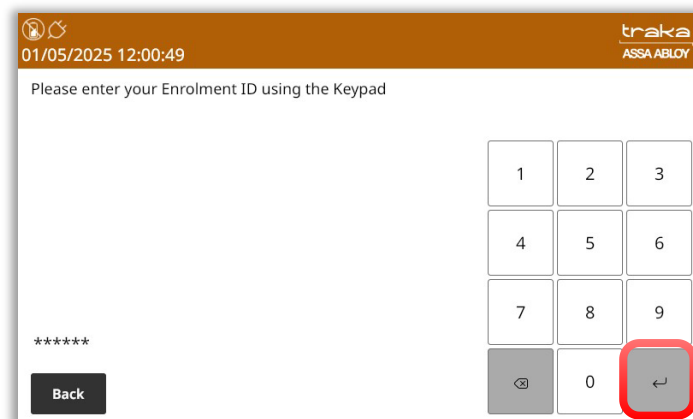 traka
01/05/2025 12:00:49
ASSA ABLOY
Please enter your Enrolment ID using the Keypad
1 2 3
4 5 6
7 8 9
******
Back
0